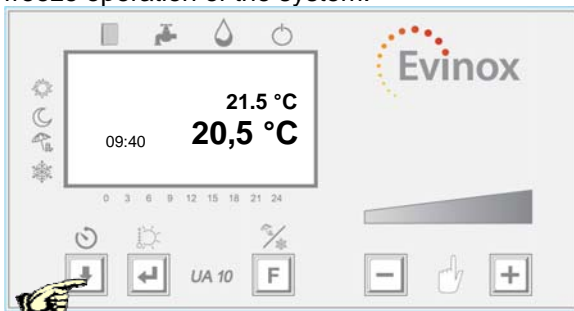 freeze operation of the system.
Evinox
21.5 °C
09:40 20,5 °C
0 3 6 9 12 15 18 21 24
UA 10 F - +